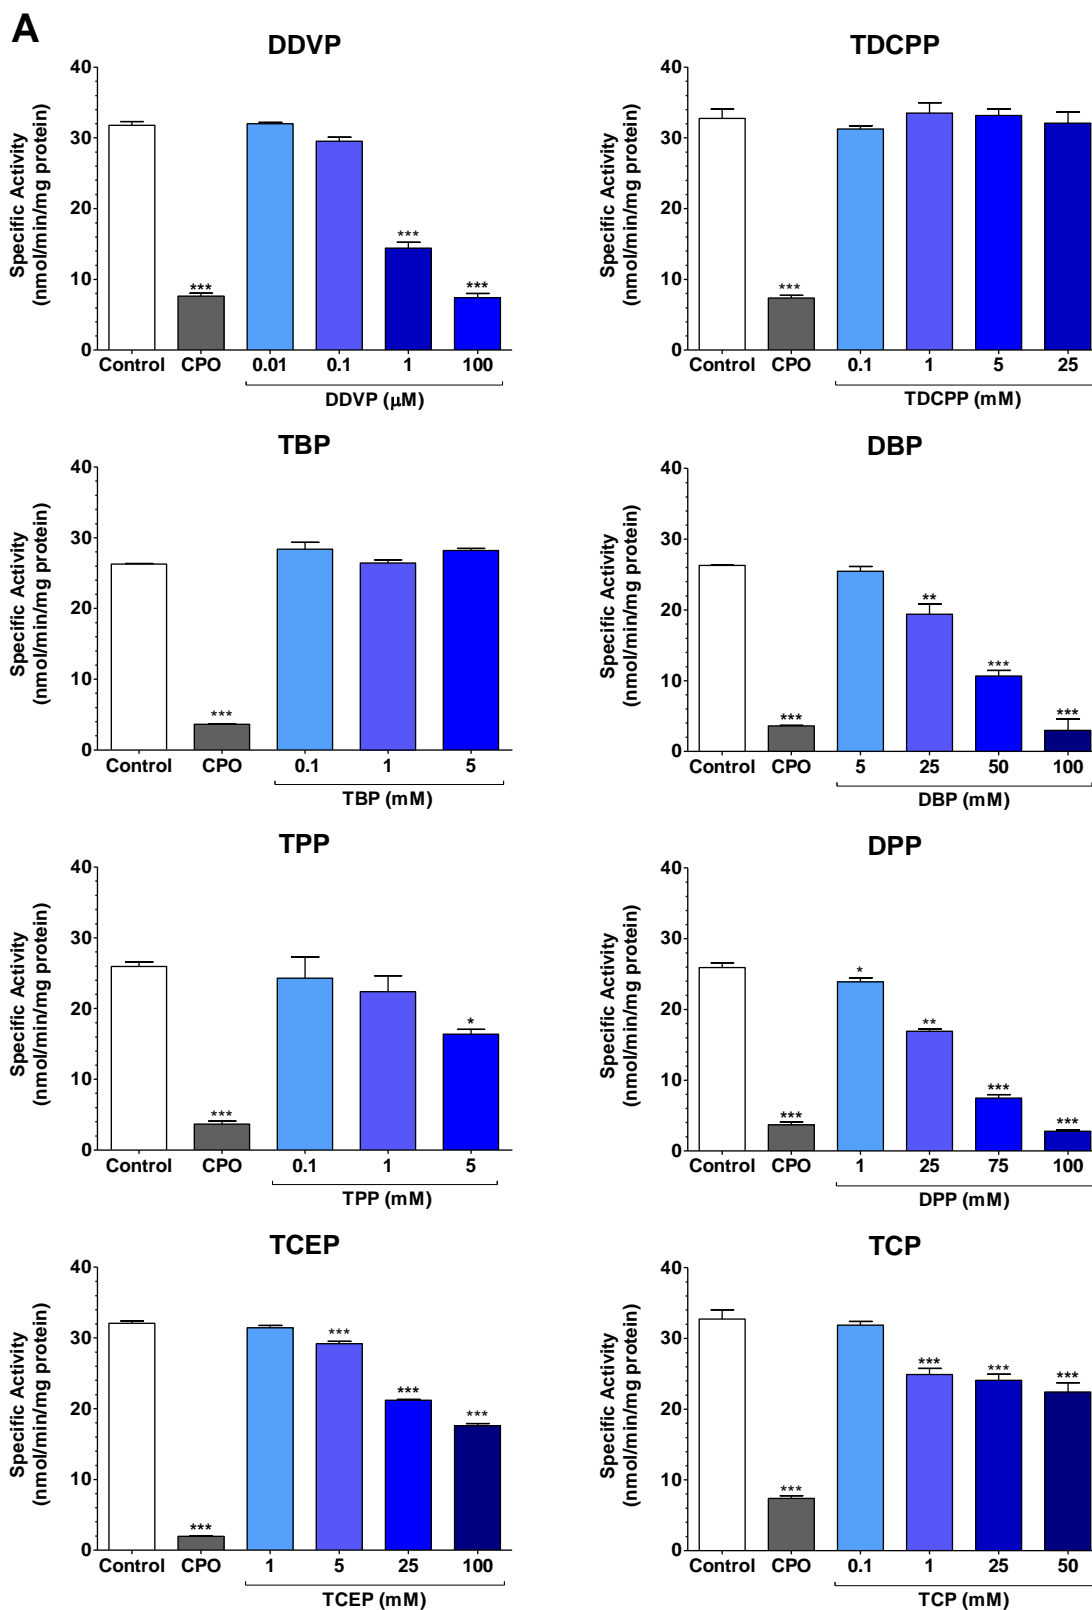 A
DDVP
Specific Activity
(nmol/min/mg protein)
40
30
20
10
0
***
***
***
Control CPO 0.01 0.1 1 100
DDVP (µM)
TDCPP
Specific Activity
(nmol/min/mg protein)
40
30
20
10
0
***
Control CPO 0.1 1 5 25
TDCPP (mM)
TBP
Specific Activity
(nmol/min/mg protein)
40
30
20
10
0
***
Control CPO 0.1 1 5
TBP (mM)
DBP
Specific Activity
(nmol/min/mg protein)
40
30
20
10
0
***
**
***
***
Control CPO 5 25 50 100
DBP (mM)
TPP
Specific Activity
(nmol/min/mg protein)
40
30
20
10
0
***
*
Control CPO 0.1 1 5
TPP (mM)
DPP
Specific Activity
(nmol/min/mg protein)
40
30
20
10
0
***
*
**
***
***
Control CPO 1 25 75 100
DPP (mM)
TCEP
Specific Activity
(nmol/min/mg protein)
40
30
20
10
0
***
***
***
***
Control CPO 1 5 25 100
TCEP (mM)
TCP
Specific Activity
(nmol/min/mg protein)
40
30
20
10
0
***
***
***
***
Control CPO 0.1 1 25 50
TCP (mM)